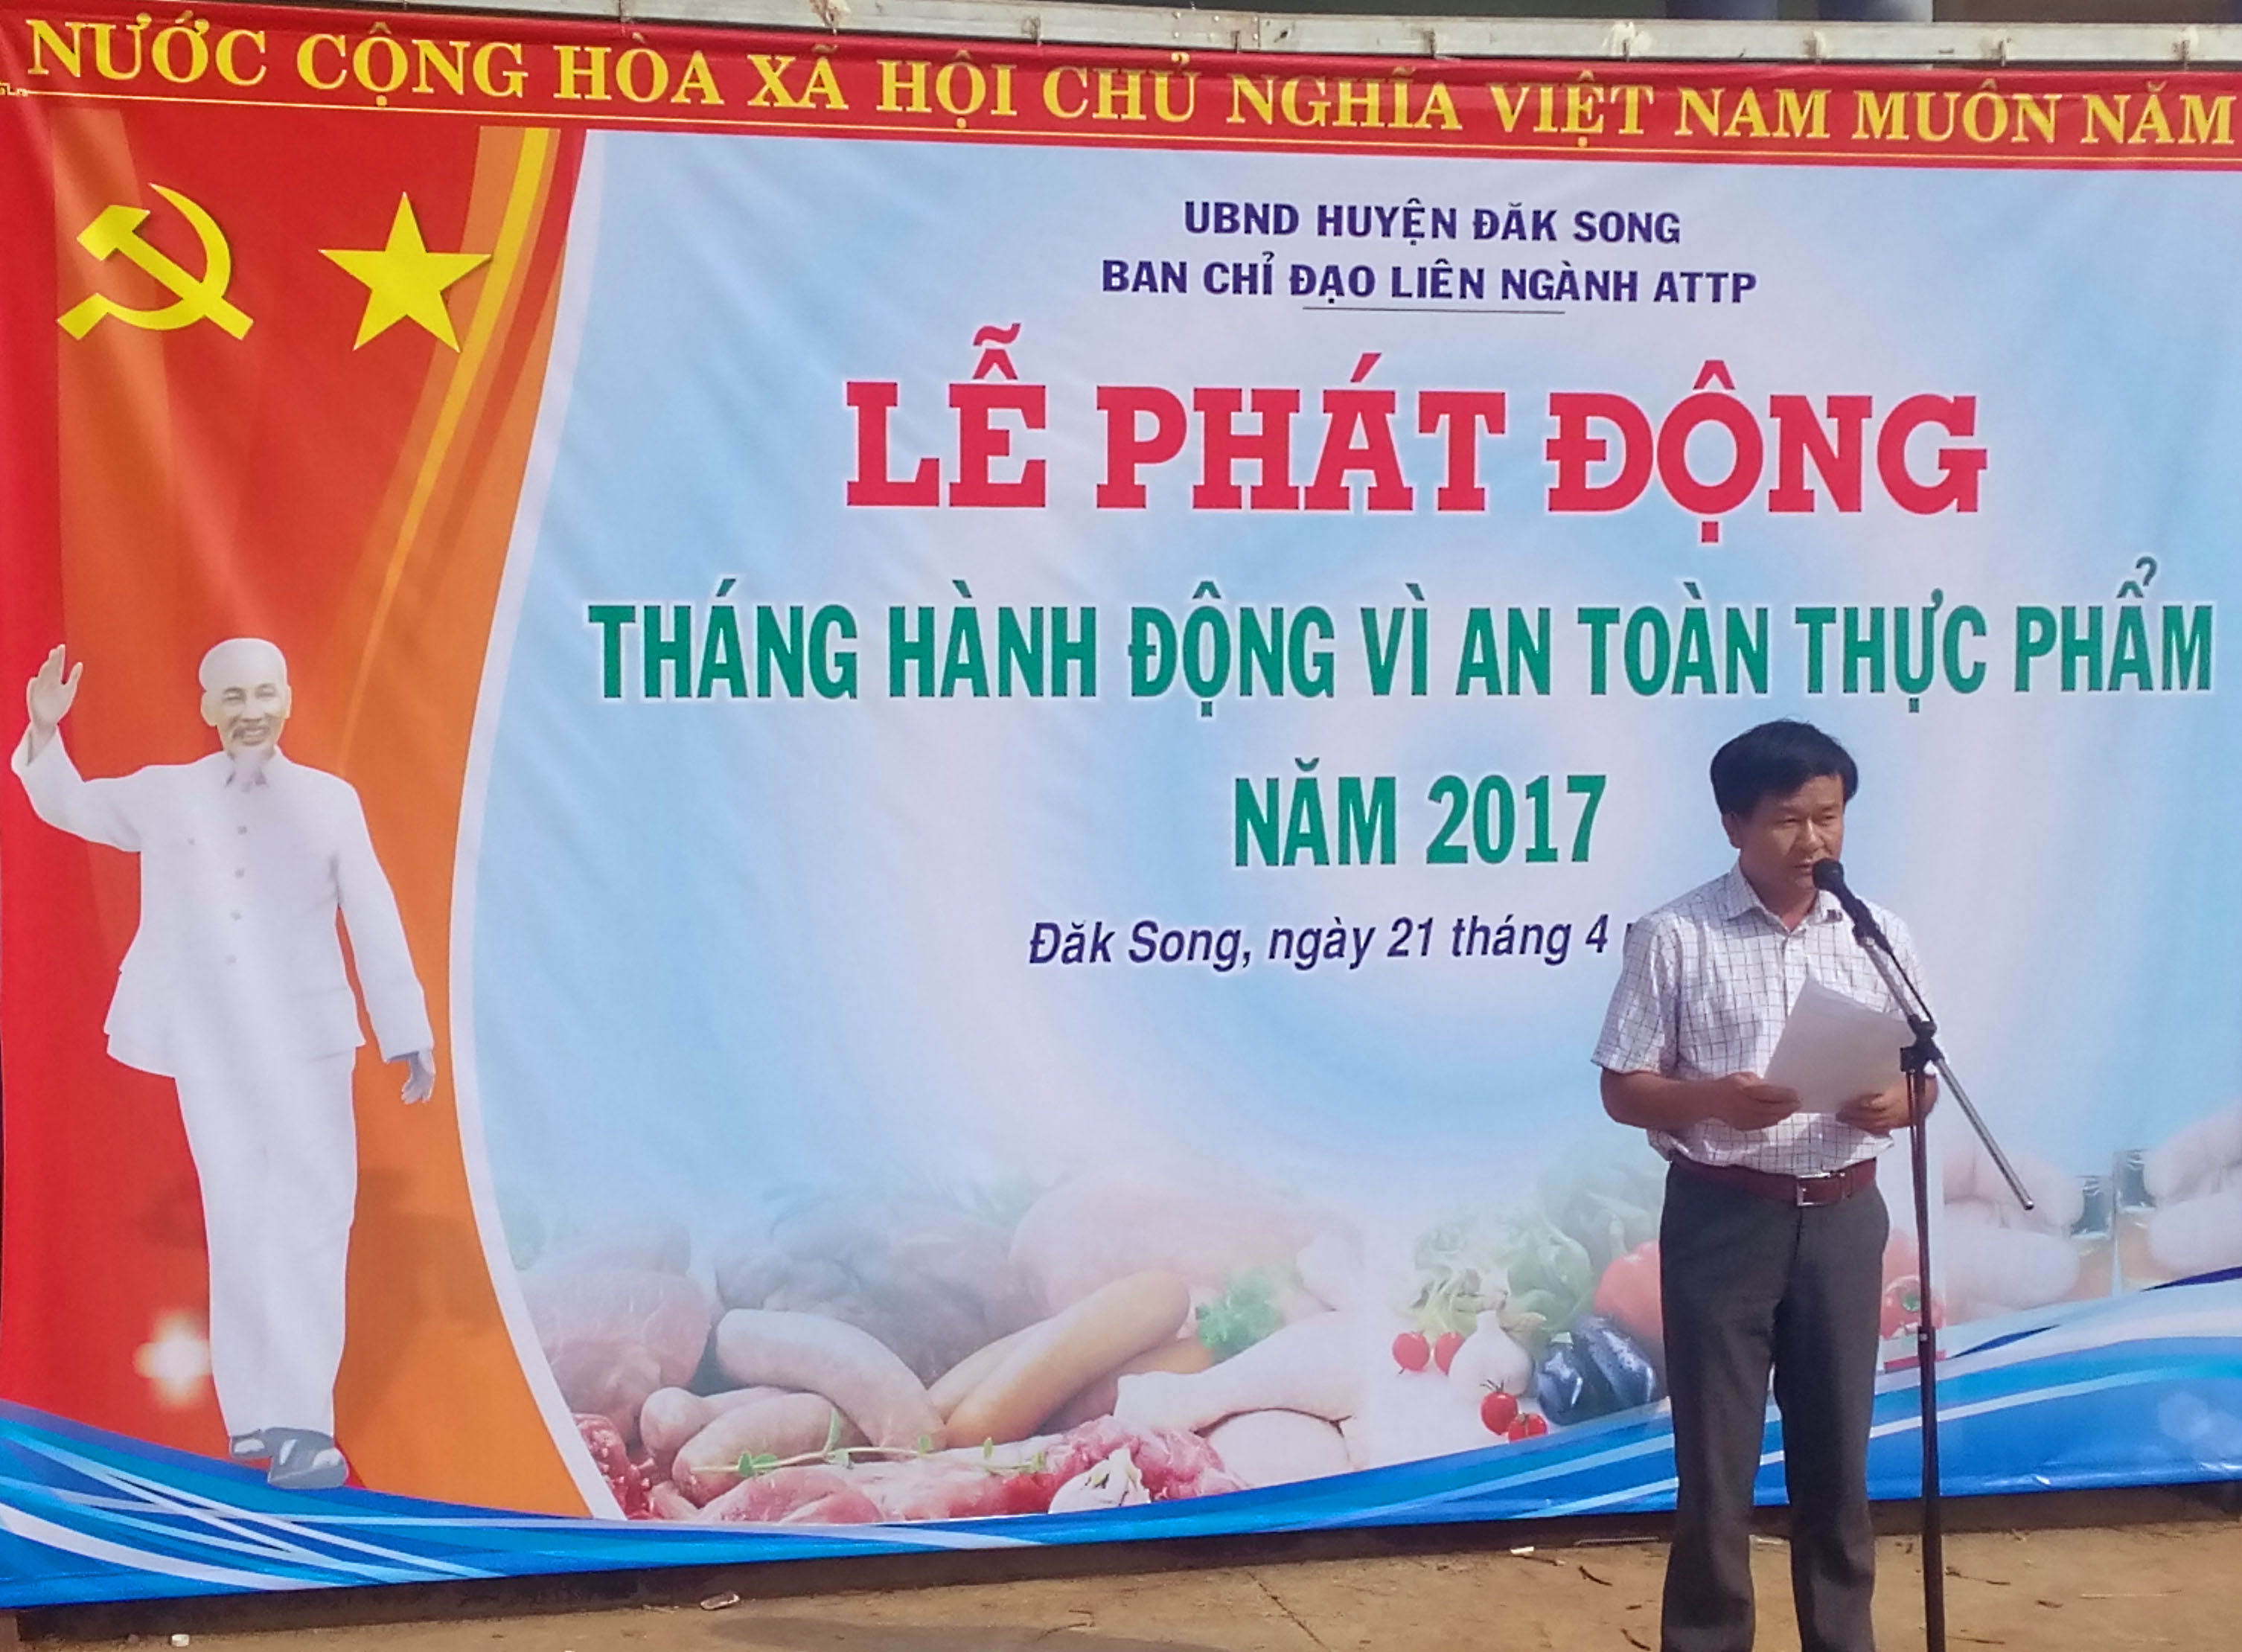 NƯỚC CỘNG HÒA XÃ HỘI CHỦ NGHĨA VIỆT NAM MUÔN NĂM
UBND HUYỆN ĐĂK SONG
BAN CHỈ ĐẠO LIÊN NGÀNH ATTP
LỄ PHÁT ĐỘNG
THÁNG HÀNH ĐỘNG VÌ AN TOÀN THỰC PHẨM
NĂM 2017
Đăk Song, ngày 21 tháng 4